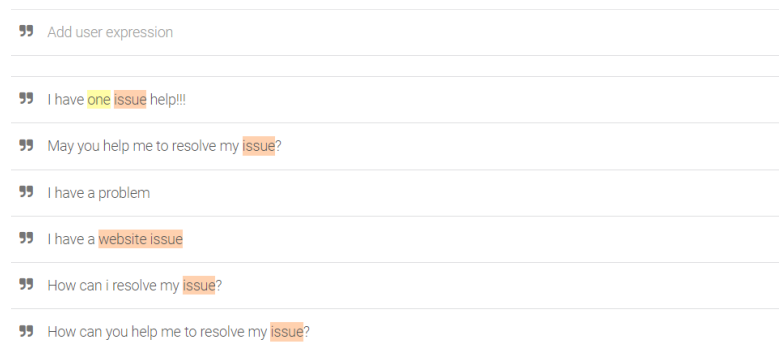 Add user expression
I have one issue help!!!
May you help me to resolve my issue?
I have a problem
I have a website issue
How can i resolve my issue?
How can you help me to resolve my issue?